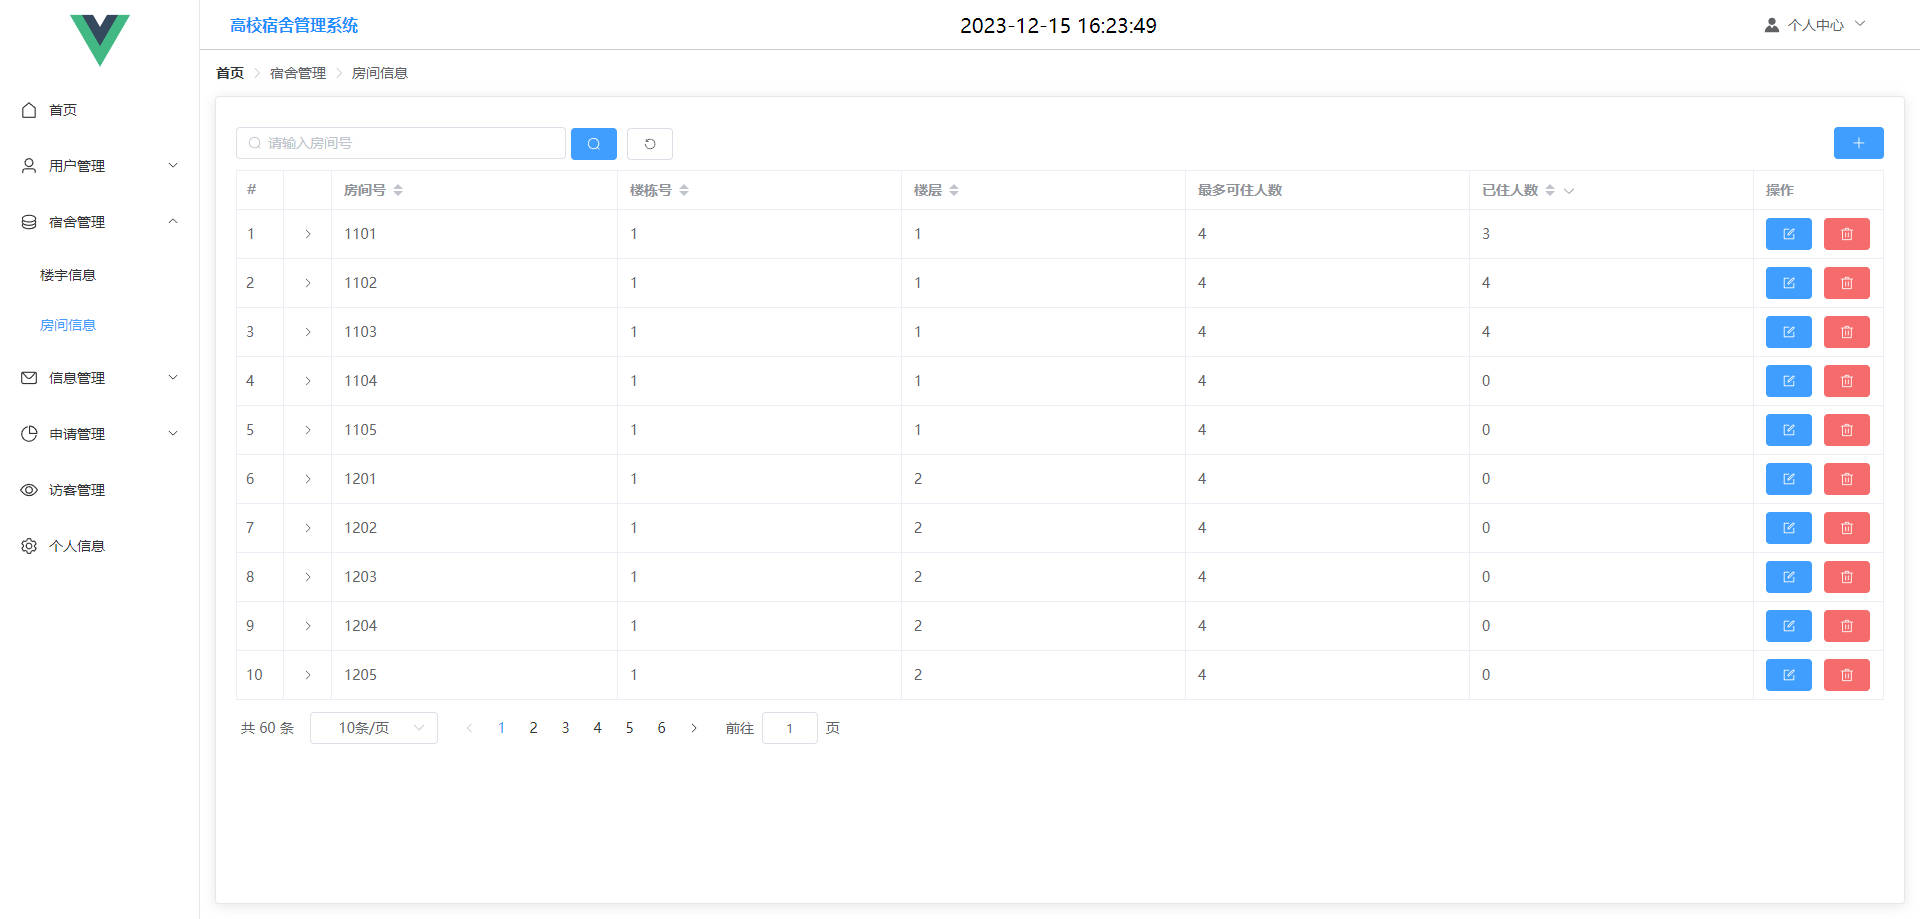 高校宿舍管理系统
2023-12-15 16:23:49
个人中心
首页
用户管理
宿舍管理
楼宇信息
房间信息
信息管理
申请管理
访客管理
个人信息
首页 宿舍管理 房间信息
请输入房间号
# 房间号 楼栋号 楼层 最多可住人数 已住人数 操作
1 1101 1 1 4 3
2 1102 1 1 4 4
3 1103 1 1 4 4
4 1104 1 1 4 0
5 1105 1 1 4 0
6 1201 1 2 4 0
7 1202 1 2 4 0
8 1203 1 2 4 0
9 1204 1 2 4 0
10 1205 1 2 4 0
共 60 条 10条/页 1 2 3 4 5 6 前往 1 页